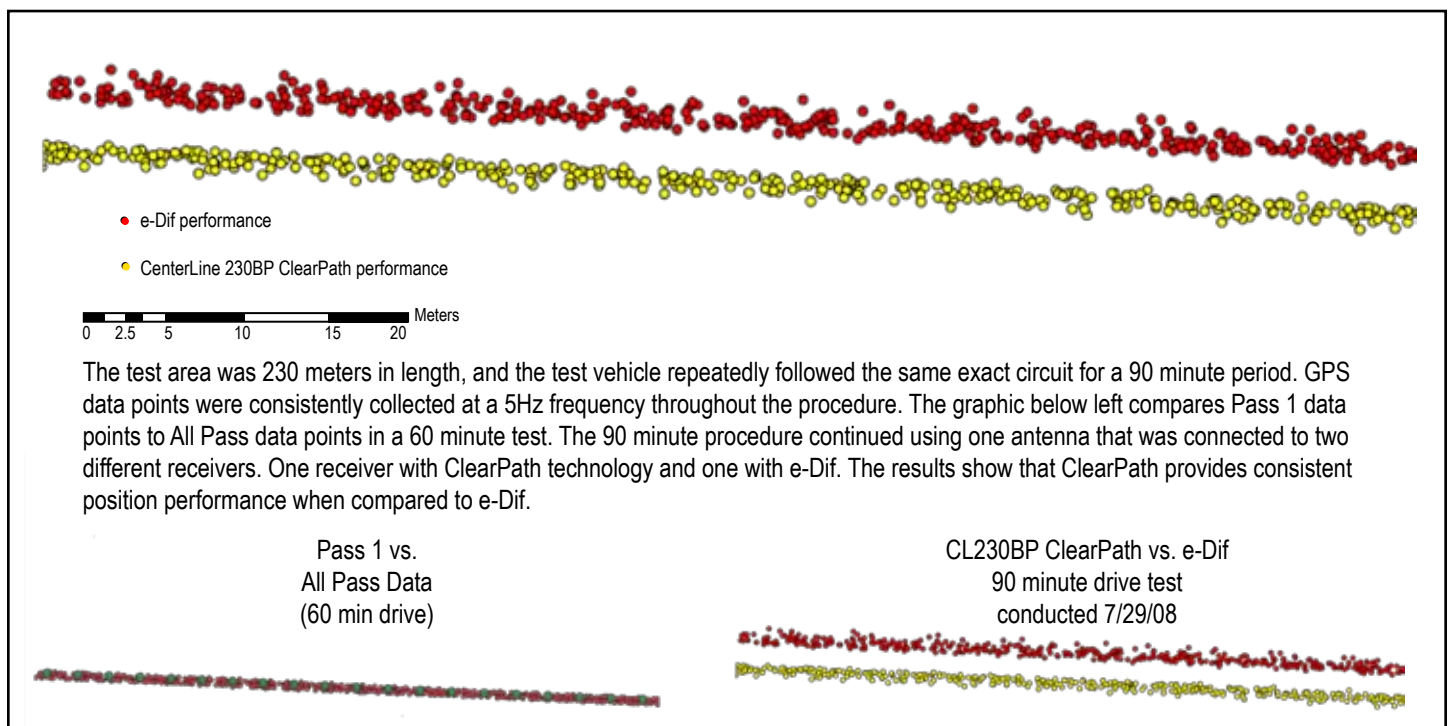 e-Dif performance
CenterLine 230BP ClearPath performance
Meters
0 2.5 5 10 15 20
The test area was 230 meters in length, and the test vehicle repeatedly followed the same exact circuit for a 90 minute period. GPS
data points were consistently collected at a 5Hz frequency throughout the procedure. The graphic below left compares Pass 1 data
points to All Pass data points in a 60 minute test. The 90 minute procedure continued using one antenna that was connected to two
different receivers. One receiver with ClearPath technology and one with e-Dif. The results show that ClearPath provides consistent
position performance when compared to e-Dif.
Pass 1 vs.
All Pass Data
(60 min drive)
CL230BP ClearPath vs. e-Dif
90 minute drive test
conducted 7/29/08